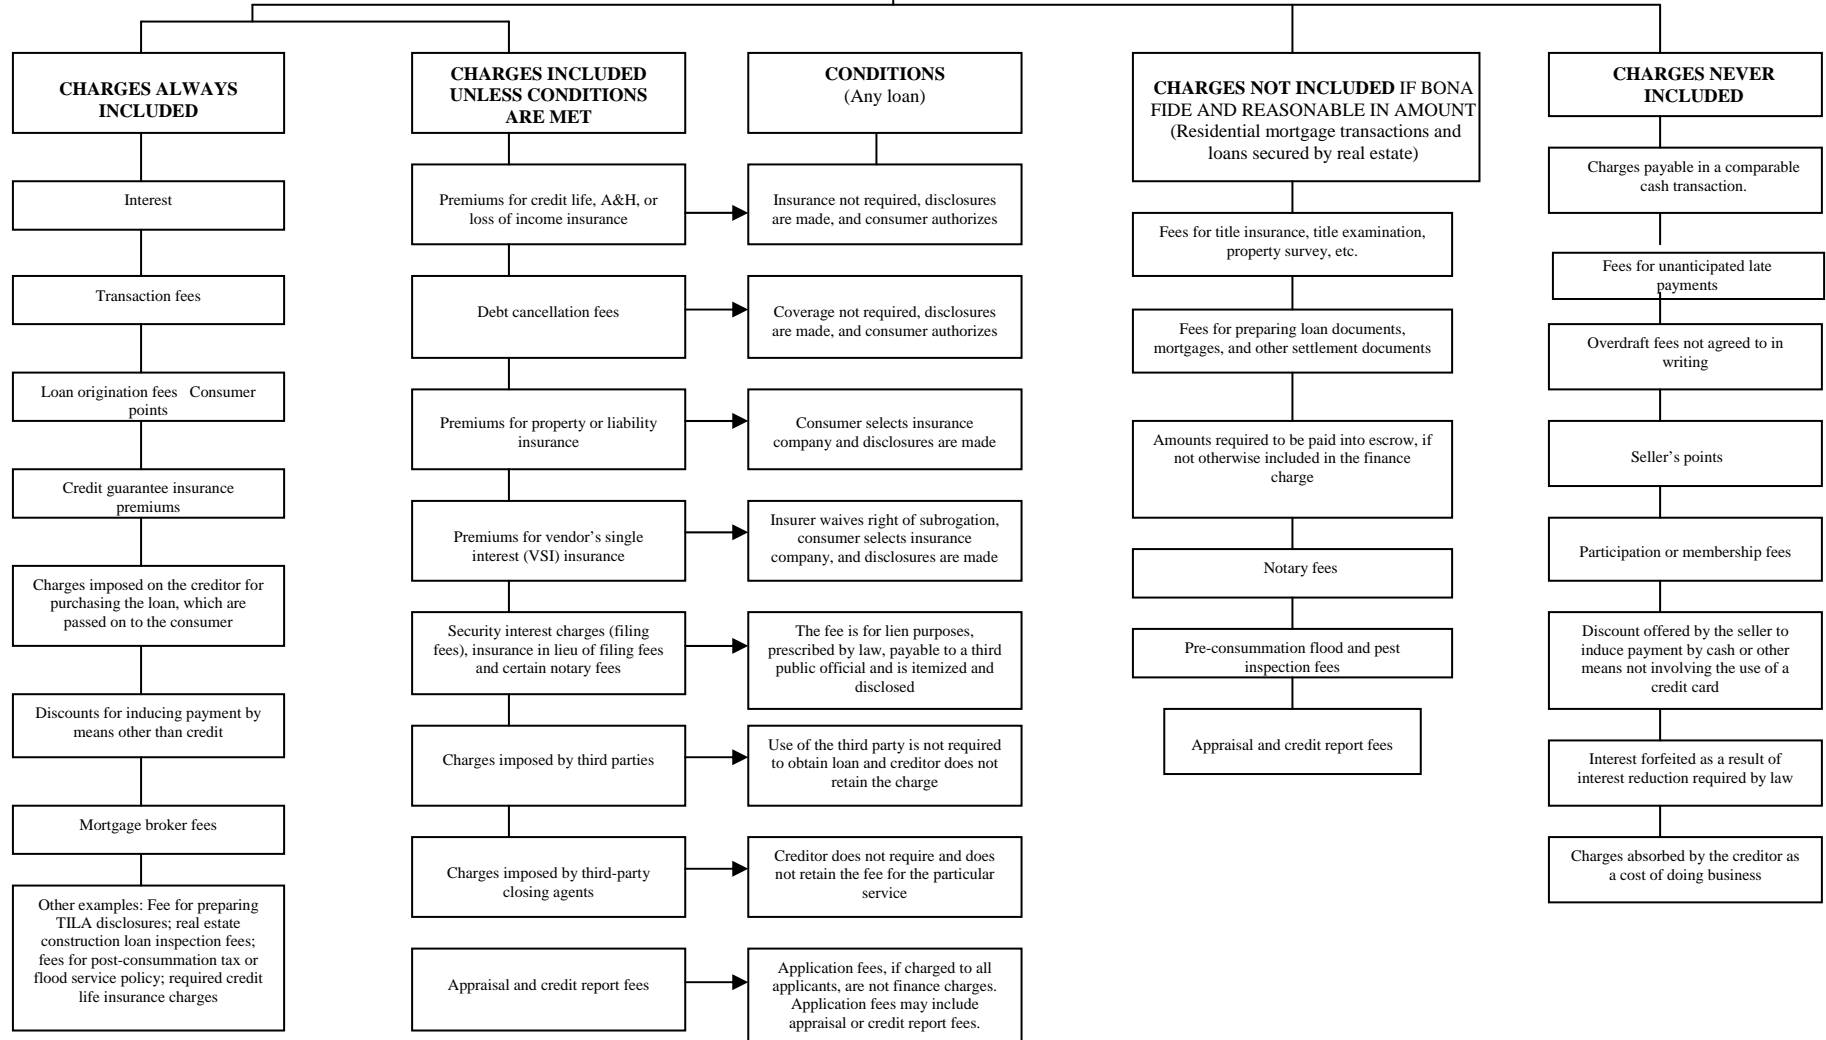 CHARGES ALWAYS
INCLUDED
Interest
Transaction fees
Loan origination fees   Consumer
points
Credit guarantee insurance
premiums
Charges imposed on the creditor for
purchasing the loan, which are
passed on to the consumer
Discounts for inducing payment by
means other than credit
Mortgage broker fees
Other examples: Fee for preparing
TILA disclosures; real estate
construction loan inspection fees;
fees for post-consummation tax or
flood service policy; required credit
life insurance charges
CHARGES INCLUDED
UNLESS CONDITIONS
ARE MET
CONDITIONS
(Any loan)
Premiums for credit life, A&H, or
loss of income insurance
Insurance not required, disclosures
are made, and consumer authorizes
Debt cancellation fees
Coverage not required, disclosures
are made, and consumer authorizes
Premiums for property or liability
insurance
Consumer selects insurance
company and disclosures are made
Premiums for vendor’s single
interest (VSI) insurance
Insurer waives right of subrogation,
consumer selects insurance
company, and disclosures are made
Security interest charges (filing
fees), insurance in lieu of filing fees
and certain notary fees
The fee is for lien purposes,
prescribed by law, payable to a third
public official and is itemized and
disclosed
Charges imposed by third parties
Use of the third party is not required
to obtain loan and creditor does not
retain the charge
Charges imposed by third-party
closing agents
Creditor does not require and does
not retain the fee for the particular
service
Appraisal and credit report fees
Application fees, if charged to all
applicants, are not finance charges.
Application fees may include
appraisal or credit report fees.
CHARGES NOT INCLUDED IF BONA
FIDE AND REASONABLE IN AMOUNT
(Residential mortgage transactions and
loans secured by real estate)
Fees for title insurance, title examination,
property survey, etc.
Fees for preparing loan documents,
mortgages, and other settlement documents
Amounts required to be paid into escrow, if
not otherwise included in the finance
charge
Notary fees
Pre-consummation flood and pest
inspection fees
Appraisal and credit report fees
CHARGES NEVER
INCLUDED
Charges payable in a comparable
cash transaction.
Fees for unanticipated late
payments
Overdraft fees not agreed to in
writing
Seller’s points
Participation or membership fees
Discount offered by the seller to
induce payment by cash or other
means not involving the use of a
credit card
Interest forfeited as a result of
interest reduction required by law
Charges absorbed by the creditor as
a cost of doing business